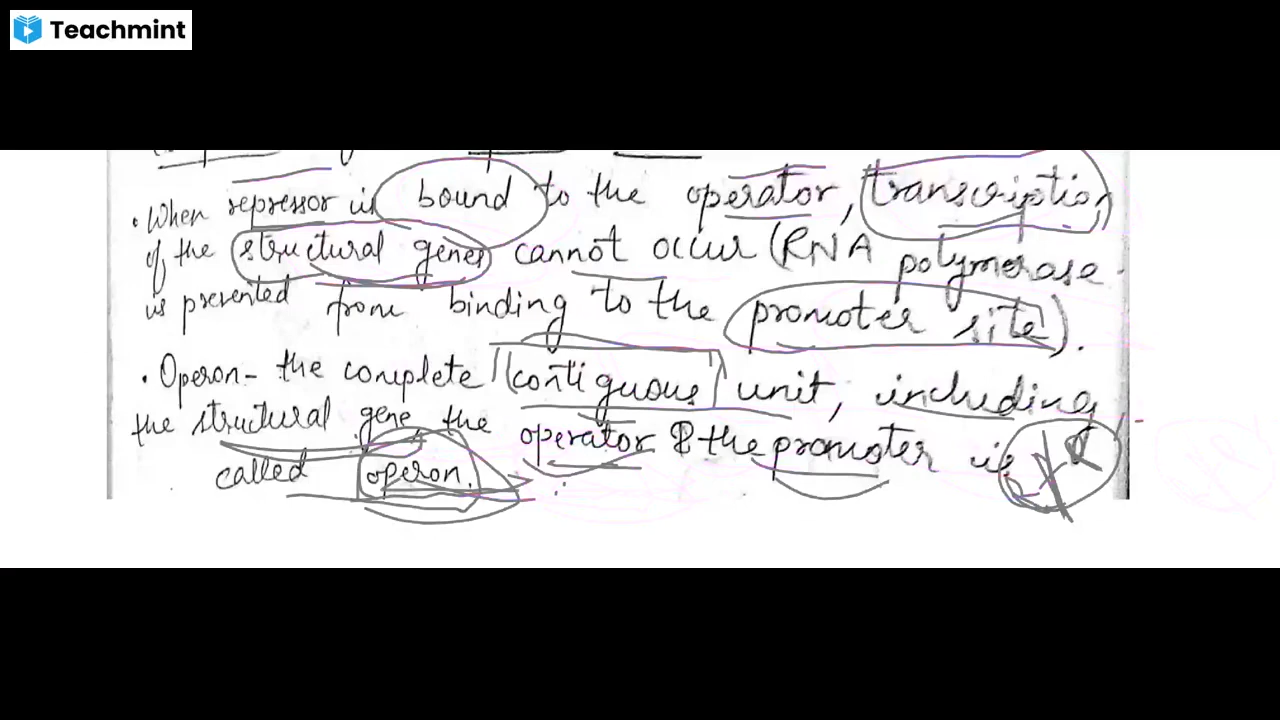 Teachmint
• When repressor is bound to the operator, transcription
of the structural genes cannot occur (RNA polymerase
is prevented from binding to the promoter site).
• Operon - the complete contiguous unit, including
the structural gene, the operator & the promoter is
called operon.